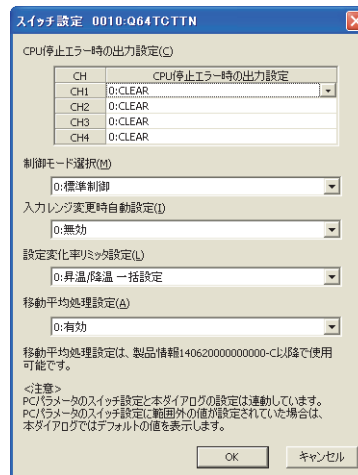 スイッチ設定 0010:Q64TCTTN
CPU停止エラー時の出力設定(C)
CH CPU停止エラー時の出力設定
CH1 0:CLEAR
CH2 0:CLEAR
CH3 0:CLEAR
CH4 0:CLEAR
制御モード選択(M)
0:標準制御
入力レンジ変更時自動設定(I)
0:無効
設定変化率リミッタ設定(L)
0:昇温/降温 一括設定
移動平均処理設定(A)
0:有効
移動平均処理設定は、製品情報140620000000000-C以降で使用
可能です。
<注意>
PCパラメータのスイッチ設定と本ダイアログの設定は連動しています。
PCパラメータのスイッチ設定に範囲外の値が設定されていた場合は、
本ダイアログではデフォルトの値を表示します。
OK キャンセル